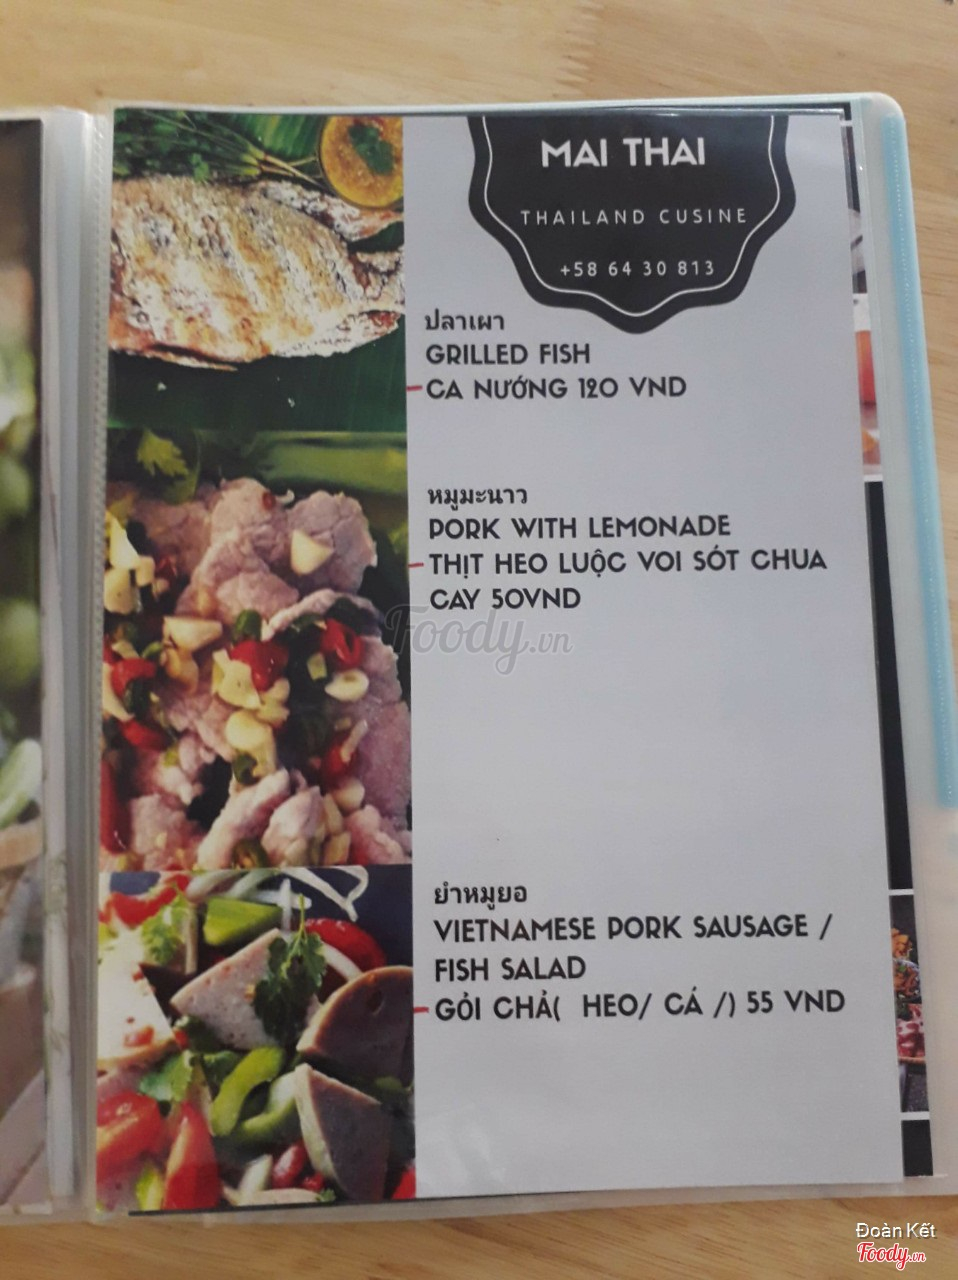 MAI THAI
THAILAND CUSINE
+58 64 30 813
ปลาเผา
GRILLED FISH
CA NƯỚNG 120 VND
หมูมะนาว
PORK WITH LEMONADE
THỊT HEO LUỘC VOI SÓT CHUA
CAY 50VND
Foody.vn
ยำหมูยอ
VIETNAMESE PORK SAUSAGE /
FISH SALAD
GỎI CHẢ( HEO/ CÁ /) 55 VND
Đoàn Kết
Foody.vn